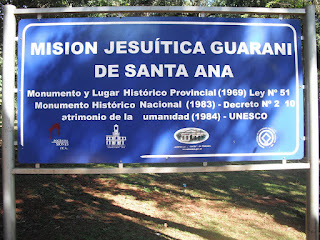 MISION JESUÍTICA GUARANI
DE SANTA ANA
Monumento y Lugar Histórico Provincial (1969) Ley Nº 51
Monumento Histórico Nacional (1983) - Decreto Nº 2 10
atrimonio de la umanidad (1984) - UNESCO